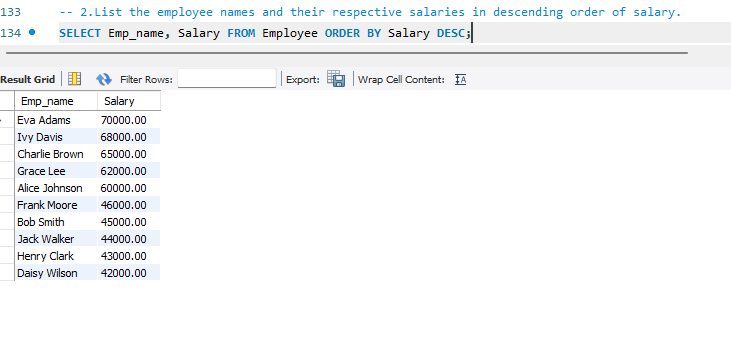 133 -- 2.List the employee names and their respective salaries in descending order of salary.
134 SELECT Emp_name, Salary FROM Employee ORDER BY Salary DESC;
Result Grid Filter Rows: Export: Wrap Cell Content: IA
Emp_name Salary
Eva Adams 70000.00
Ivy Davis 68000.00
Charlie Brown 65000.00
Grace Lee 62000.00
Alice Johnson 60000.00
Frank Moore 46000.00
Bob Smith 45000.00
Jack Walker 44000.00
Henry Clark 43000.00
Daisy Wilson 42000.00